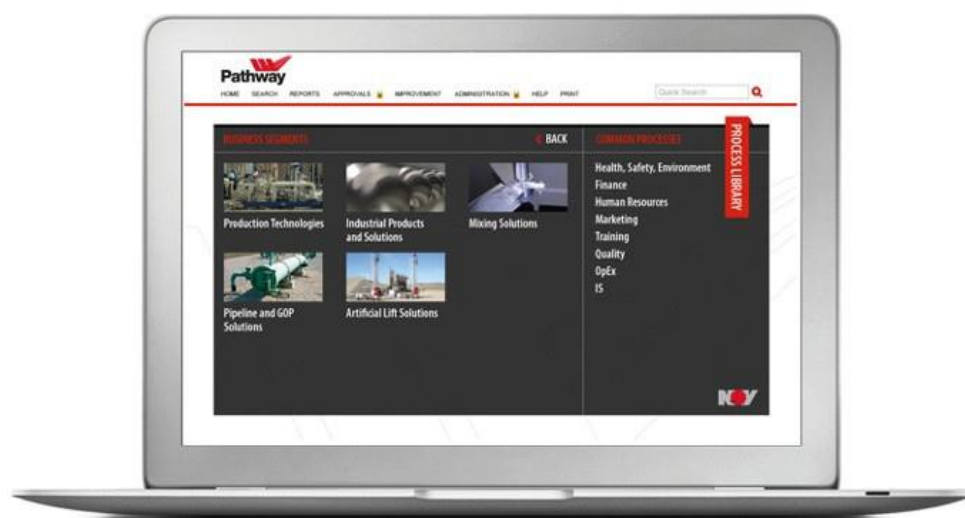 Pathway
HOME SEARCH REPORTS APPROVALS IMPROVEMENT ADMINISTRATION HELP PRINT
Quick Search
BUSINESS SEGMENTS
BACK
Production Technologies
Industrial Products
and Solutions
Mixing Solutions
Pipeline and GOP
Solutions
Artificial Lift Solutions
COMMON PROCESSES
Health, Safety, Environment
Finance
Human Resources
Marketing
Training
Quality
OpEx
IS
PROCESS LIBRARY
NOV